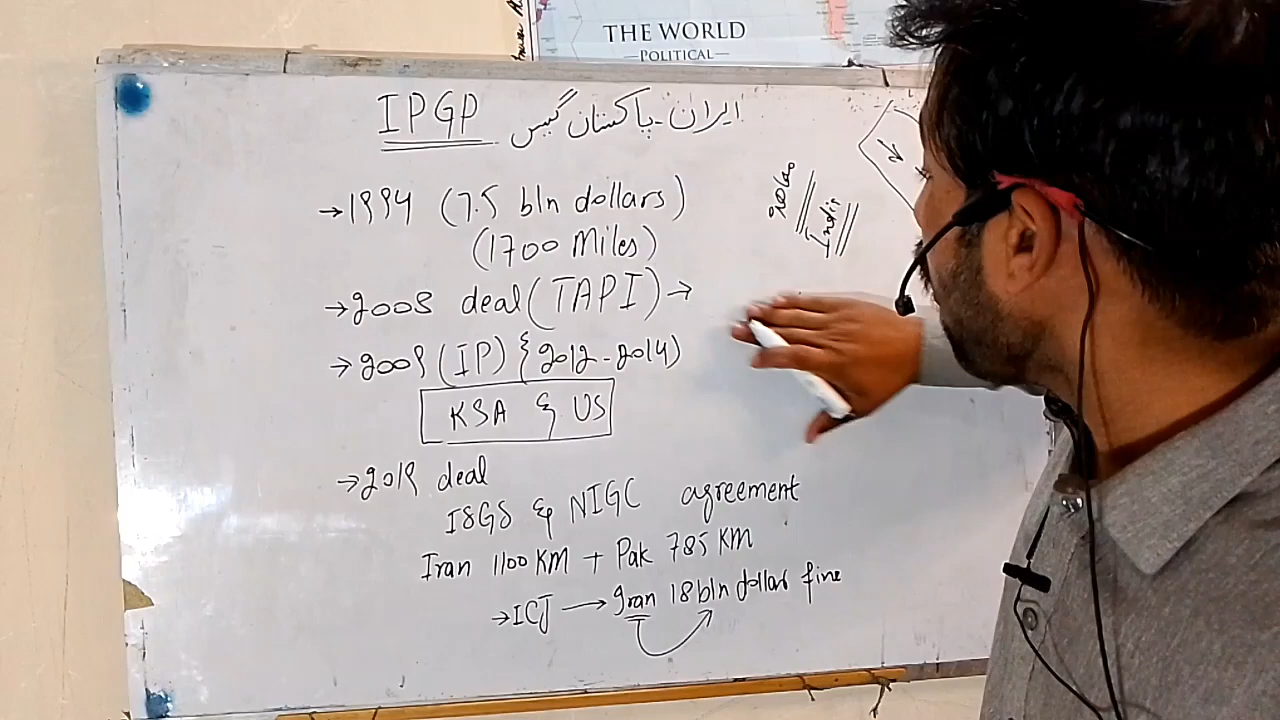 THE WORLD
POLITICAL
IPGP ایران-پاکستان گیس
→1994 (7.5 bln dollars)
(1700 Miles)
→2008 deal (TAPI)→
→2009 (IP) { 2012-2014)
KSA & US
→2019 deal
ISGS & NIGC agreement
Iran 1100 KM + Pak 785 KM
→ICJ → Iran 18bln dollar fine
India